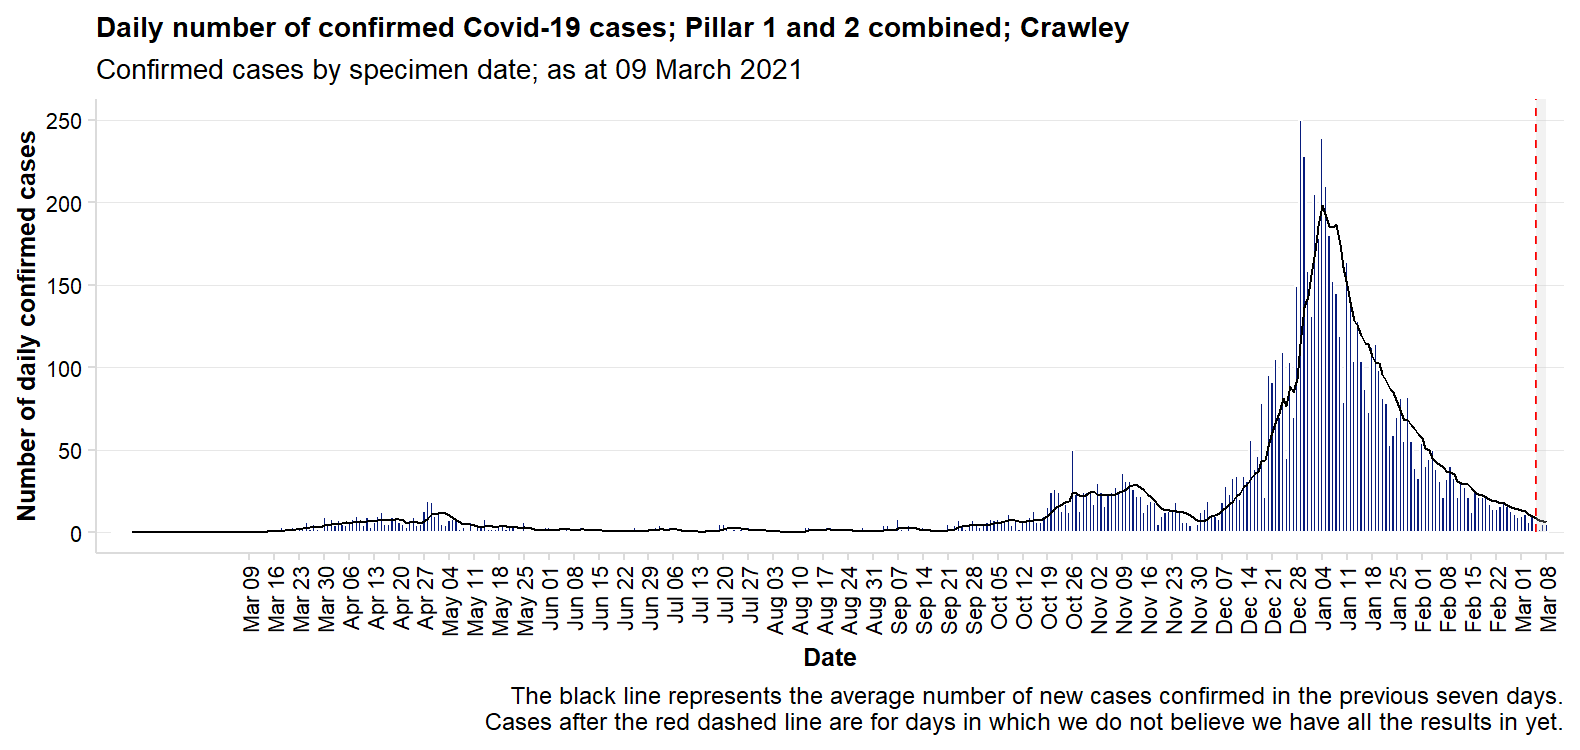 Daily number of confirmed Covid-19 cases; Pillar 1 and 2 combined; Crawley
Confirmed cases by specimen date; as at 09 March 2021
Number of daily confirmed cases
250
200
150
100
50
0
Mar 09
Mar 16
Mar 23
Mar 30
Apr 06
Apr 13
Apr 20
Apr 27
May 04
May 11
May 18
May 25
Jun 01
Jun 08
Jun 15
Jun 22
Jun 29
Jul 06
Jul 13
Jul 20
Jul 27
Aug 03
Aug 10
Aug 17
Aug 24
Aug 31
Sep 07
Sep 14
Sep 21
Sep 28
Oct 05
Oct 12
Oct 19
Oct 26
Nov 02
Nov 09
Nov 16
Nov 23
Nov 30
Dec 07
Dec 14
Dec 21
Dec 28
Jan 04
Jan 11
Jan 18
Jan 25
Feb 01
Feb 08
Feb 15
Feb 22
Mar 01
Mar 08
Date
The black line represents the average number of new cases confirmed in the previous seven days.
Cases after the red dashed line are for days in which we do not believe we have all the results in yet.